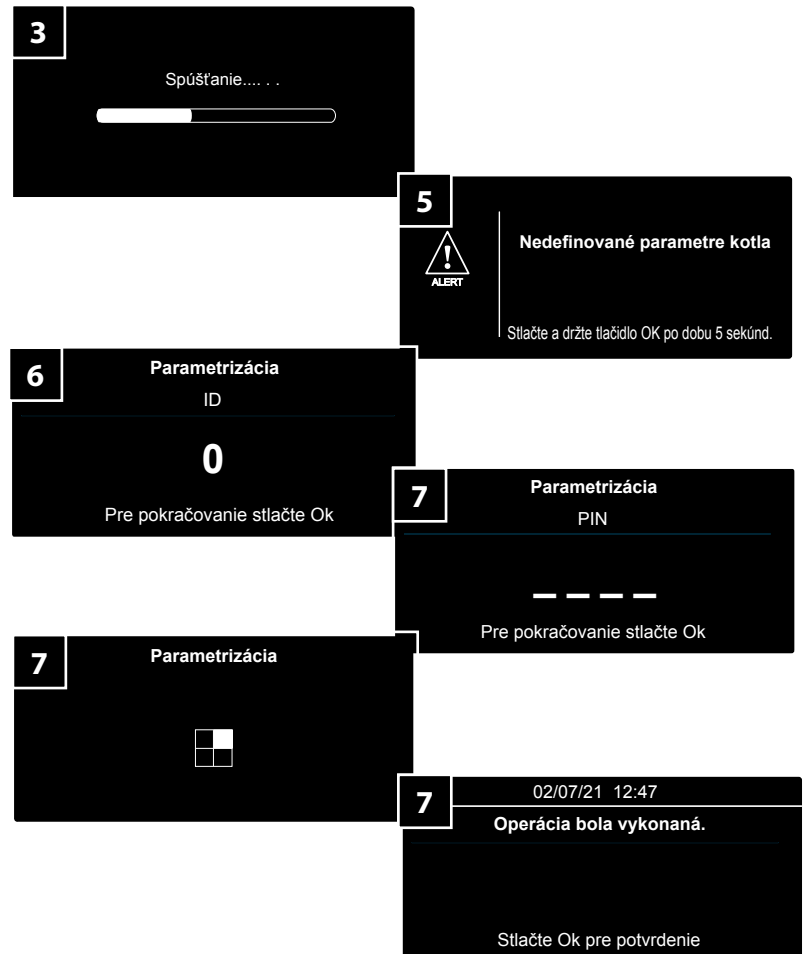 3
Spúšťanie.... . .
5
ALERT
Nedefinované parametre kotla
Stlačte a držte tlačidlo OK po dobu 5 sekúnd.
6
Parametrizácia
ID
0
Pre pokračovanie stlačte Ok
7
Parametrizácia
PIN
_ _ _ _
Pre pokračovanie stlačte Ok
7
Parametrizácia
7
02/07/21 12:47
Operácia bola vykonaná.
Stlačte Ok pre potvrdenie